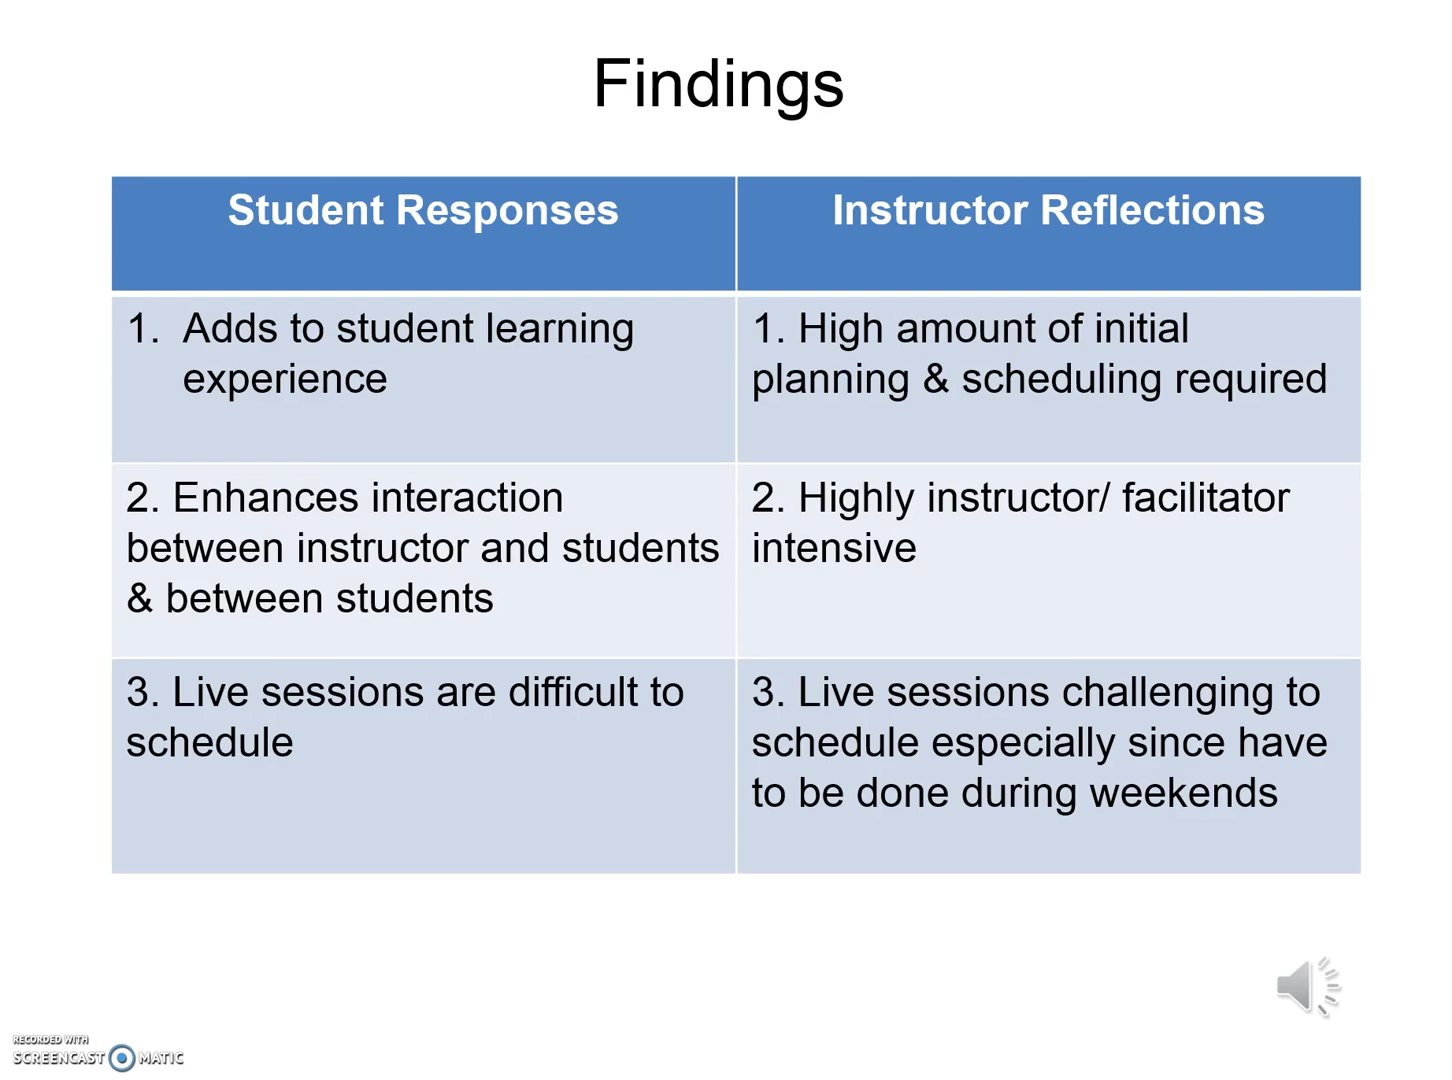 Findings
Student Responses
Instructor Reflections
1. Adds to student learning
experience
1. High amount of initial
planning & scheduling required
2. Enhances interaction
between instructor and students
& between students
2. Highly instructor/ facilitator
intensive
3. Live sessions are difficult to
schedule
3. Live sessions challenging to
schedule especially since have
to be done during weekends
RECORDED WITH
SCREENCAST MATIC